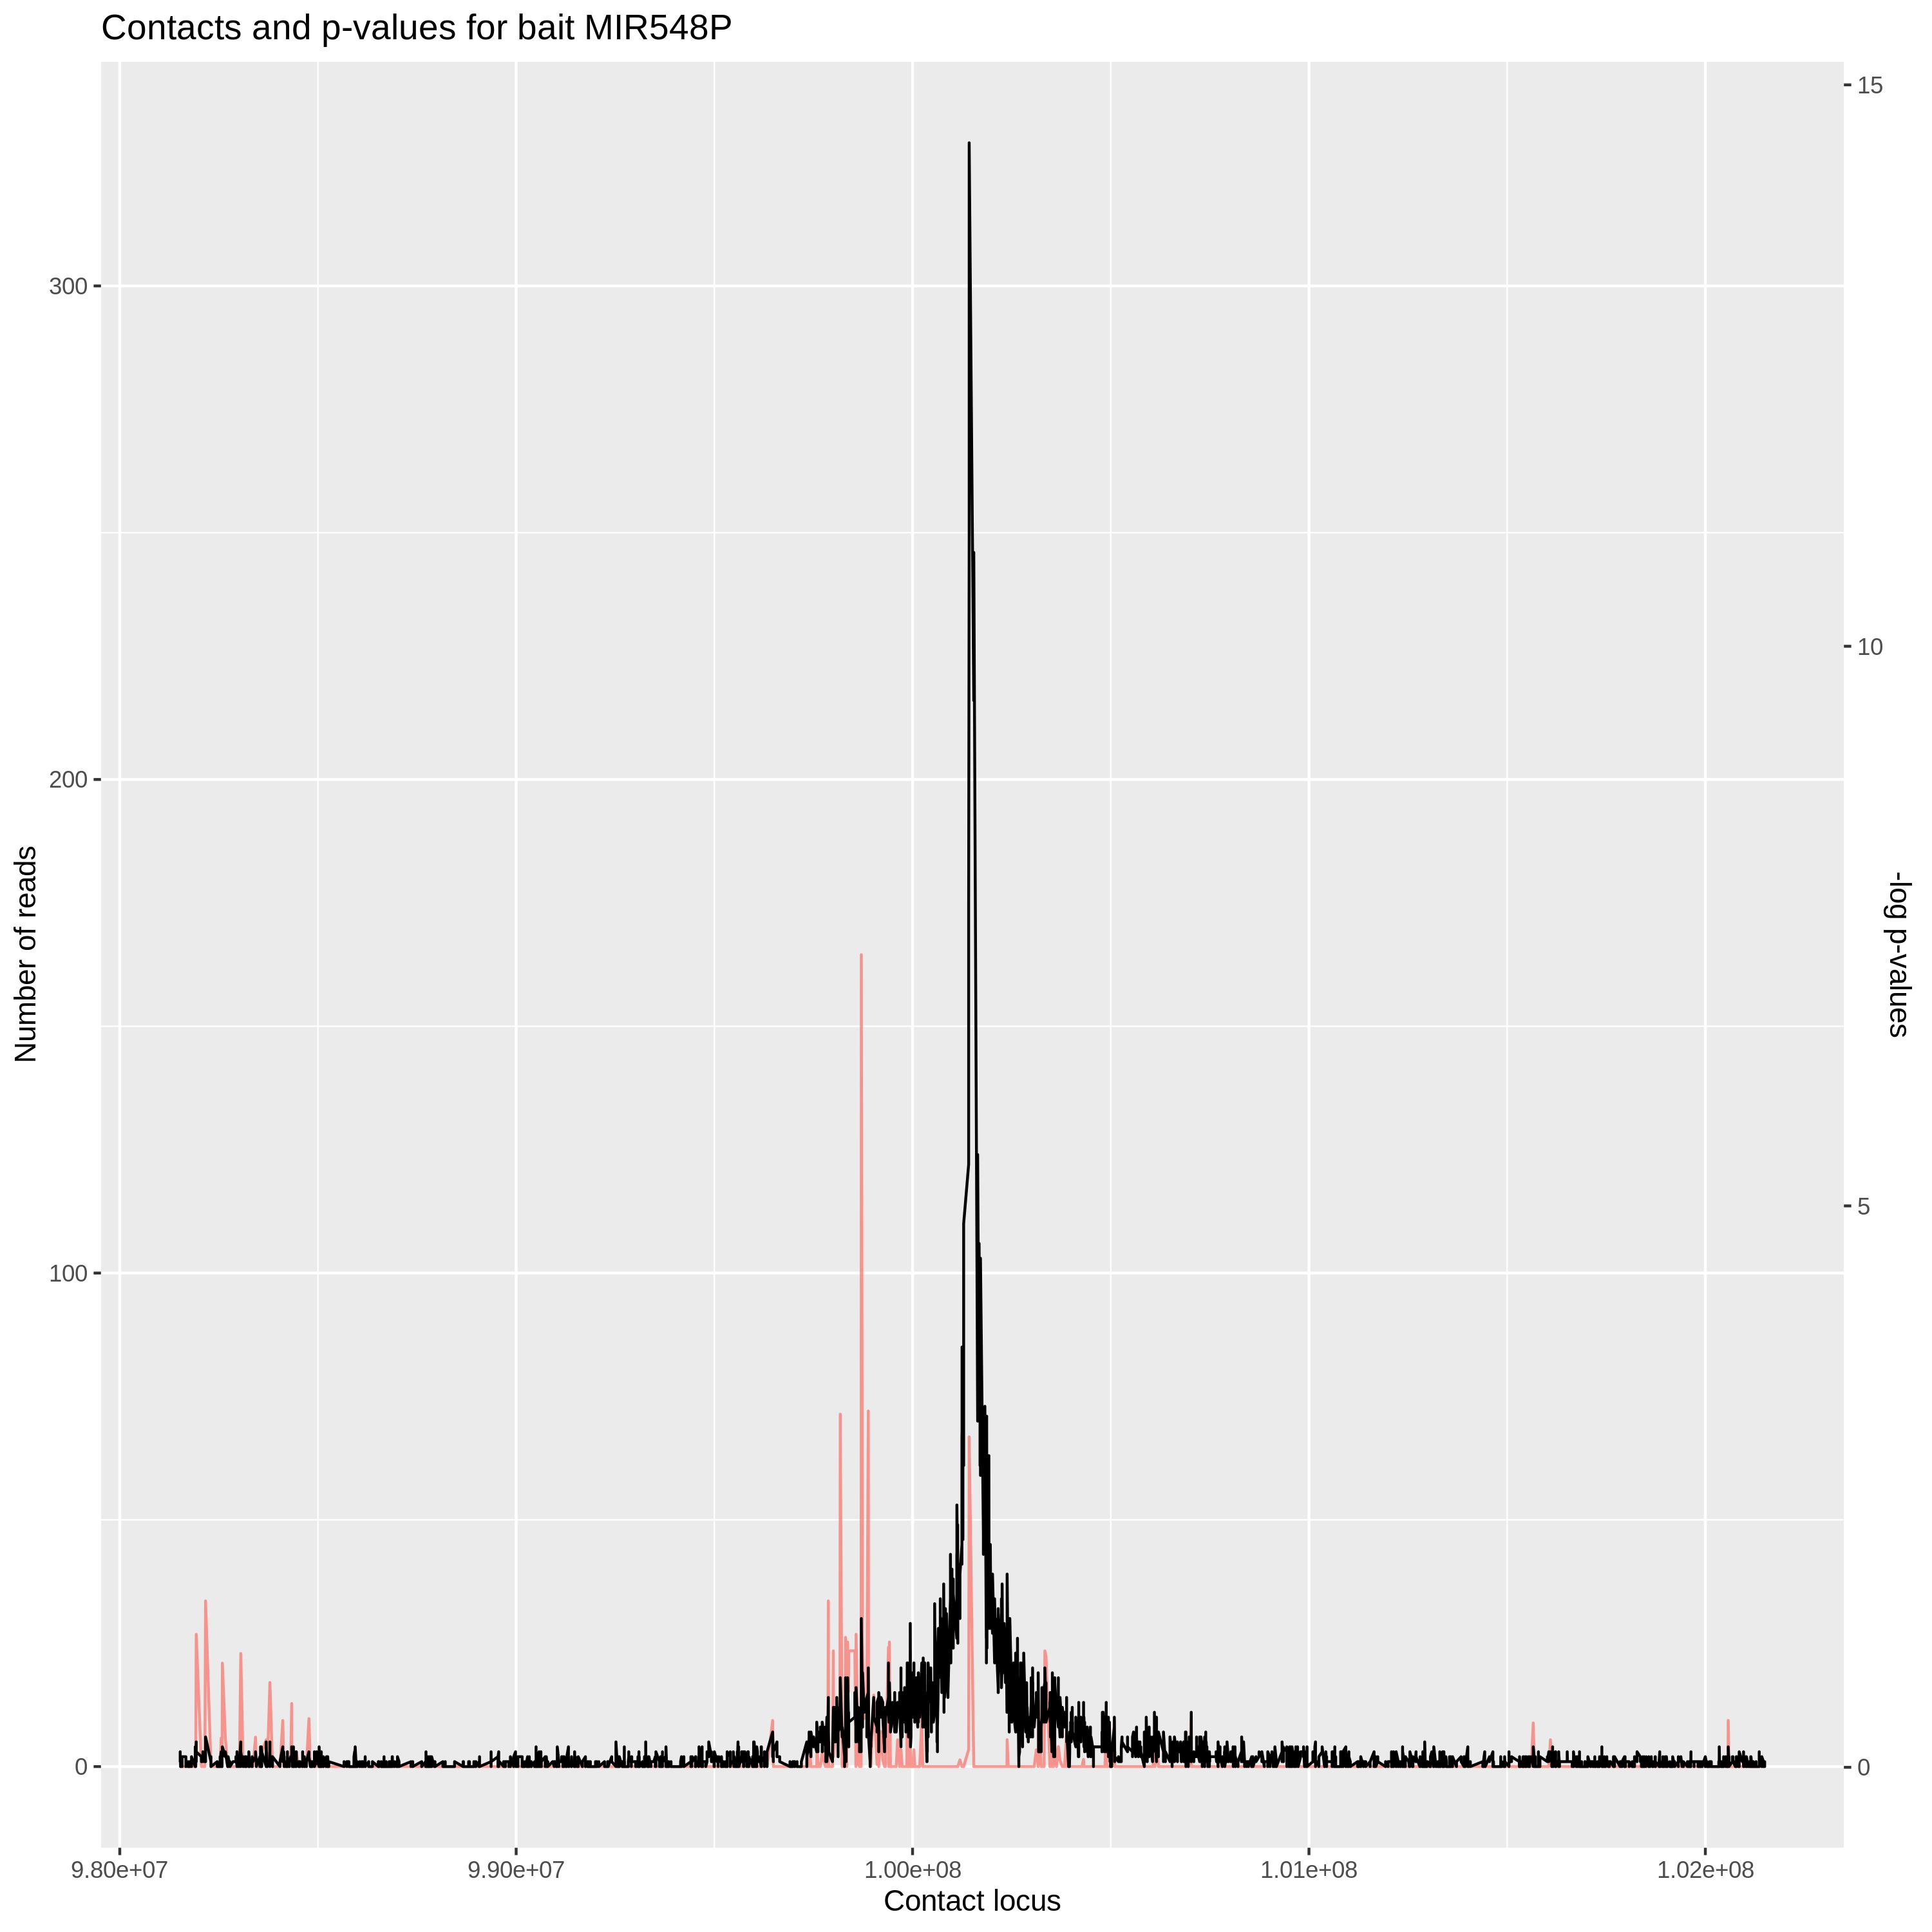 Contacts and p-values for bait MIR548P
15
300
10
200
Number of reads
-log p-values
5
100
0
0
9.80e+07
9.90e+07
1.00e+08
1.01e+08
1.02e+08
Contact locus